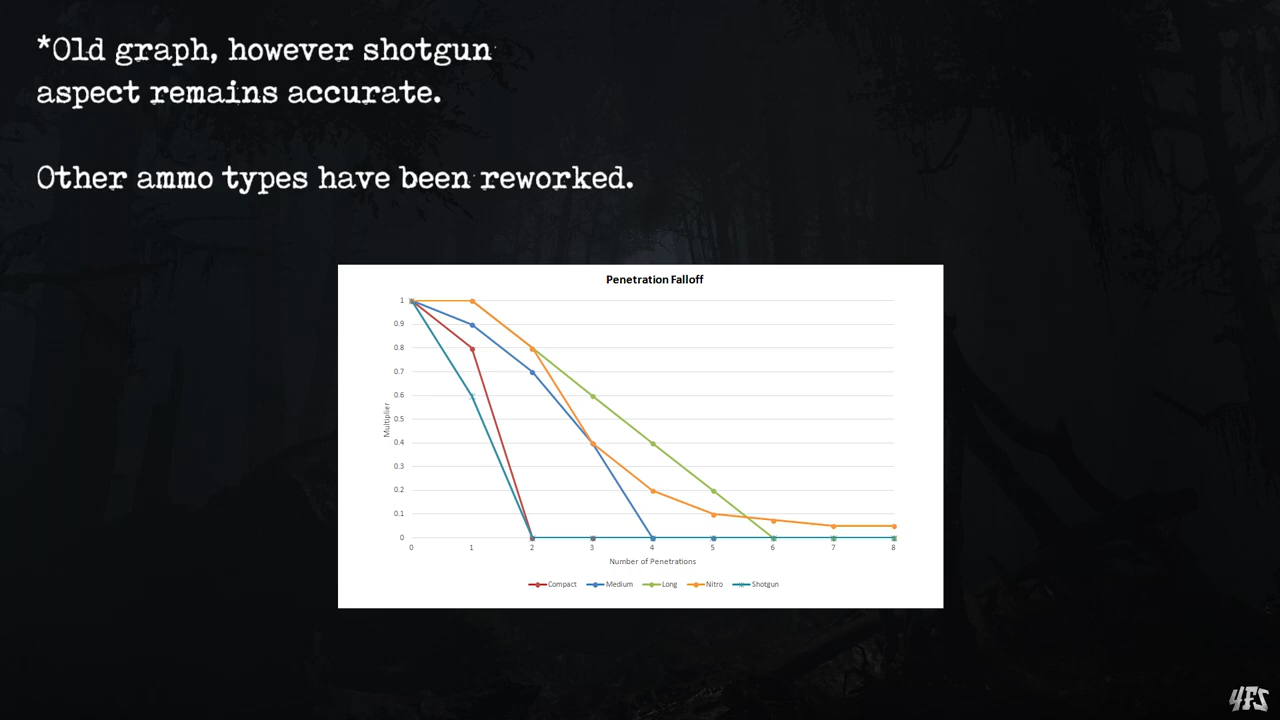 *Old graph, however shotgun
aspect remains accurate.
Other ammo types have been reworked.
Penetration Falloff
1
0.9
0.8
0.7
0.6
0.5
0.4
0.3
0.2
0.1
0
Multiplier
0 1 2 3 4 5 6 7 8
Number of Penetrations
Compact Medium Long Nitro Shotgun
4FS